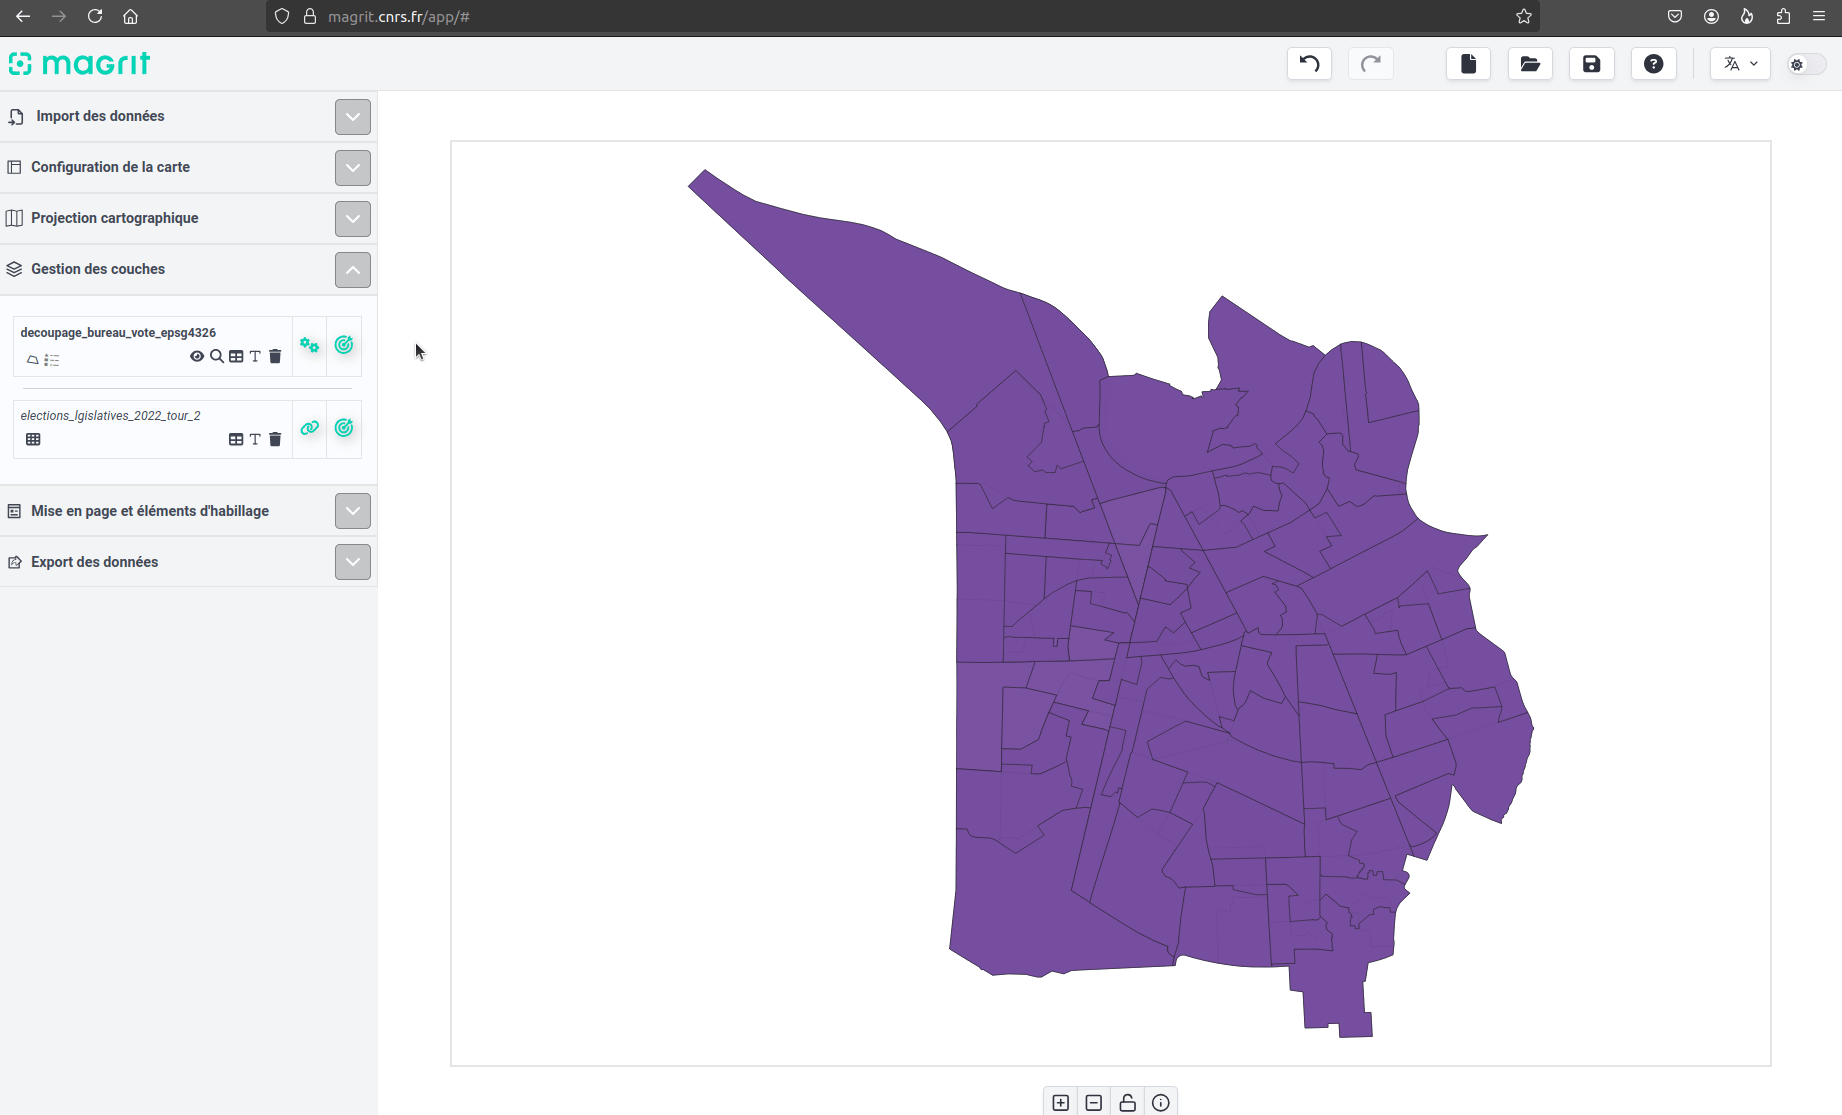 magrit.cnrs.fr/app/#
magrit
Import des données
Configuration de la carte
Projection cartographique
Gestion des couches
decoupage_bureau_vote_epsg4326
elections_lgislatives_2022_tour_2
Mise en page et éléments d'habillage
Export des données